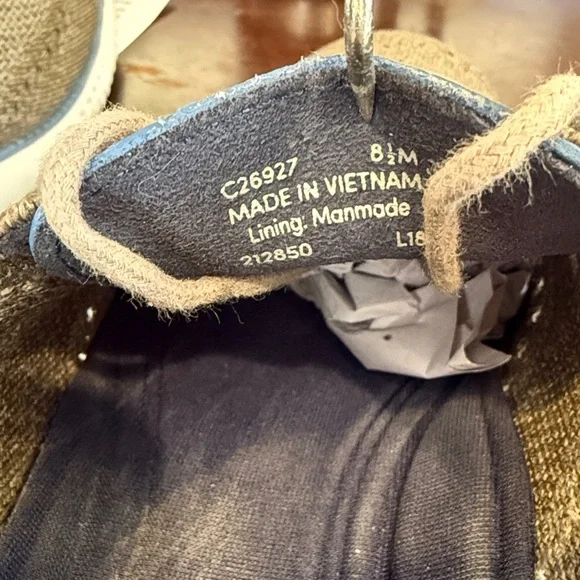 C26927 8½M
MADE IN VIETNAM
Lining: Manmade
212850 L18